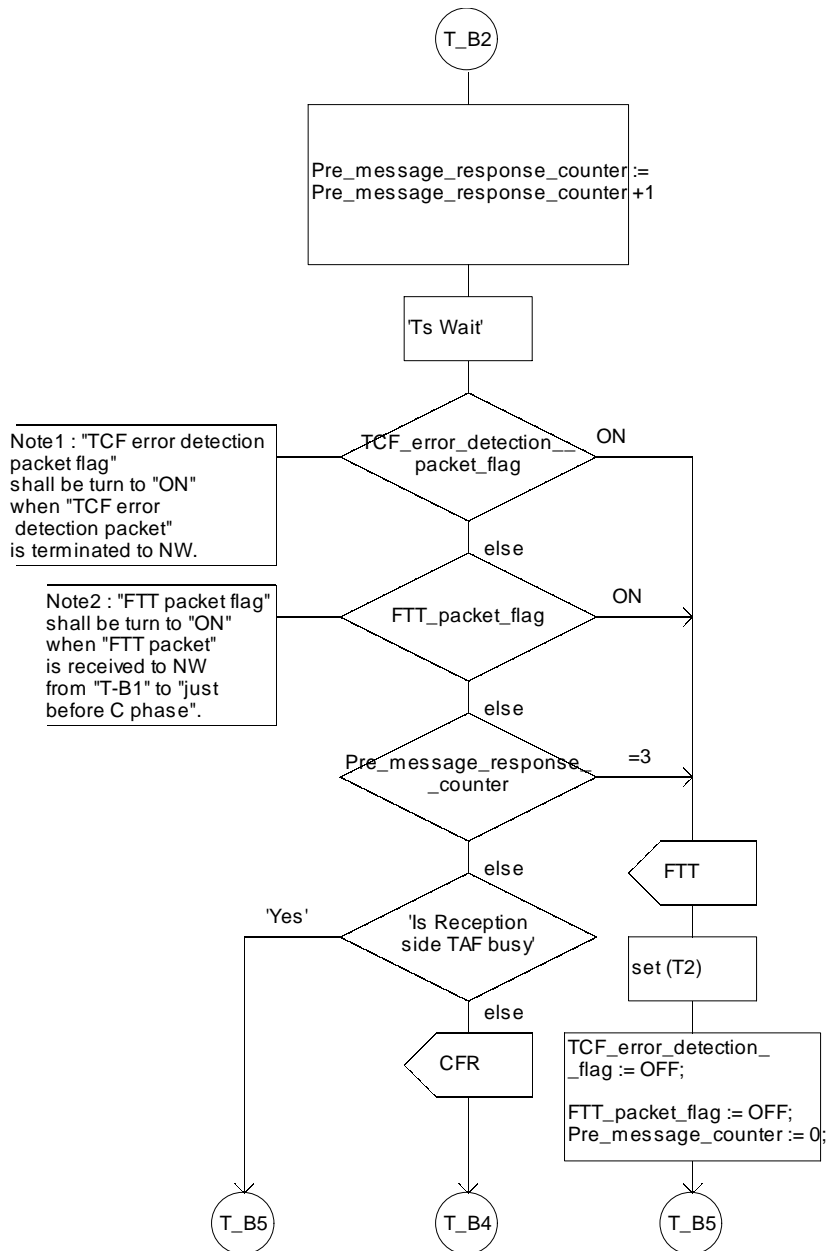 T_B2
Pre_message_response_counter :=
Pre_message_response_counter +1
'Ts Wait'
TCF_error_detection__
packet_flag
ON
Note1 : "TCF error detection
packet flag"
shall be turn to "ON"
when "TCF error
detection packet"
is terminated to NW.
else
FTT_packet_flag
ON
Note2 : "FTT packet flag"
shall be turn to "ON"
when "FTT packet"
is received to NW
from "T-B1" to "just
before C phase".
else
Pre_message_response_
_counter
=3
else
FTT
'Is Reception
side TAF busy'
'Yes'
set (T2)
else
CFR
TCF_error_detection_
_flag := OFF;
FTT_packet_flag := OFF;
Pre_message_counter := 0;
T_B5
T_B4
T_B5